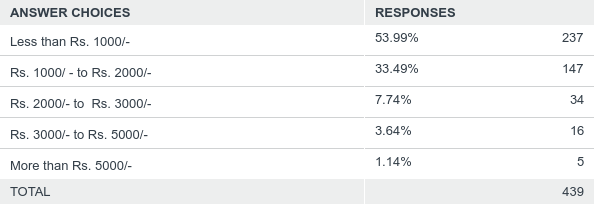 ANSWER CHOICES RESPONSES
Less than Rs. 1000/- 53.99% 237
Rs. 1000/ - to Rs. 2000/- 33.49% 147
Rs. 2000/- to  Rs. 3000/- 7.74% 34
Rs. 3000/- to Rs. 5000/- 3.64% 16
More than Rs. 5000/- 1.14% 5
TOTAL 439